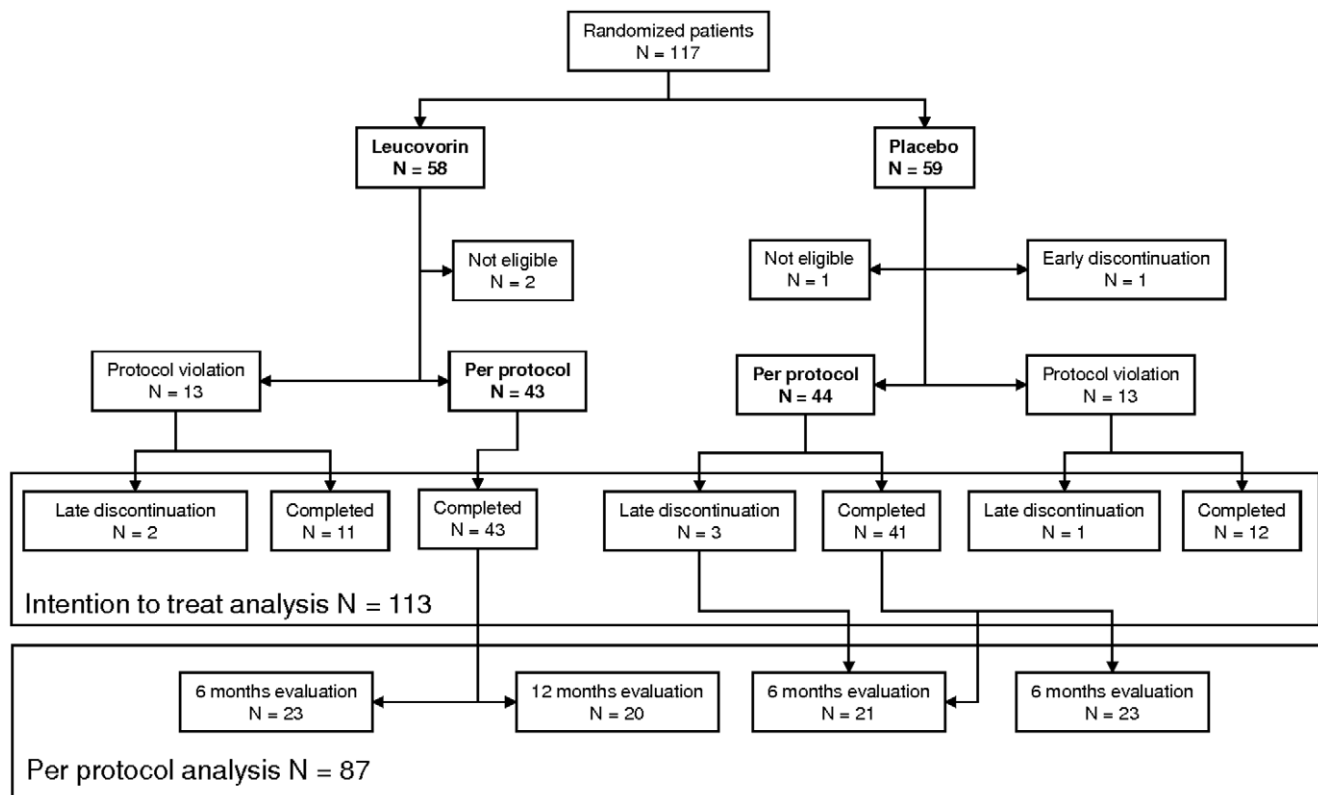 Randomized patients
N = 117
Leucovorin
N = 58
Placebo
N = 59
Not eligible
N = 2
Not eligible
N = 1
Early discontinuation
N = 1
Protocol violation
N = 13
Per protocol
N = 43
Per protocol
N = 44
Protocol violation
N = 13
Late discontinuation
N = 2
Completed
N = 11
Completed
N = 43
Late discontinuation
N = 3
Completed
N = 41
Late discontinuation
N = 1
Completed
N = 12
Intention to treat analysis N = 113
6 months evaluation
N = 23
12 months evaluation
N = 20
6 months evaluation
N = 21
6 months evaluation
N = 23
Per protocol analysis N = 87